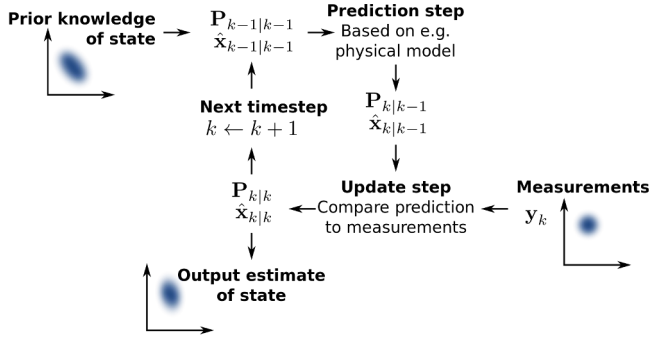 Prior knowledge
of state
P_{k−1|k−1}
x̂_{k−1|k−1}
Prediction step
Based on e.g.
physical model
P_{k|k−1}
x̂_{k|k−1}
Next timestep
k ← k + 1
P_{k|k}
x̂_{k|k}
Update step
Compare prediction
to measurements
Measurements
y_k
Output estimate
of state